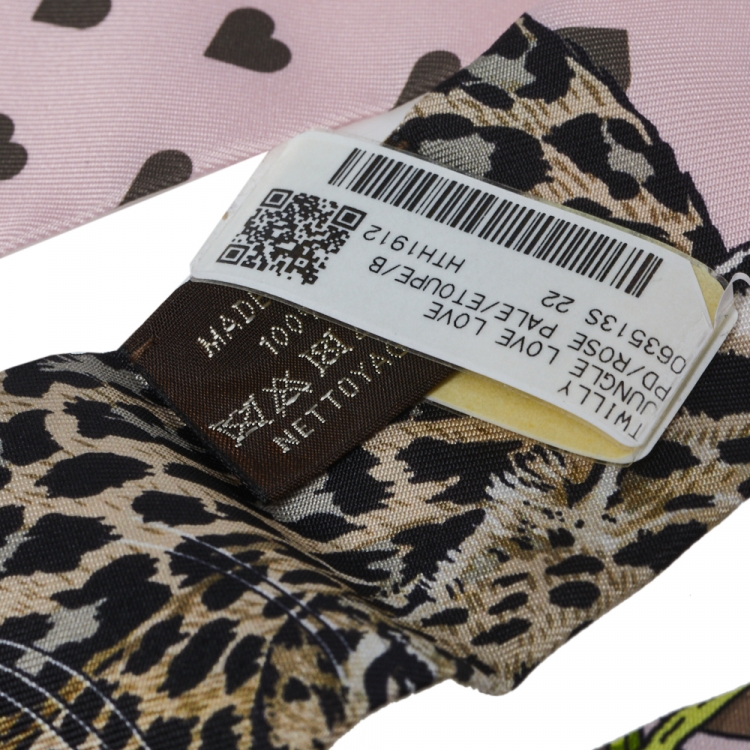 TWILLY
JUNGLE LOVE LOVE
PD/ROSE PALE/ETOUPE/B
063513S 22 HTH1912
MADE
100
NETTOYAG